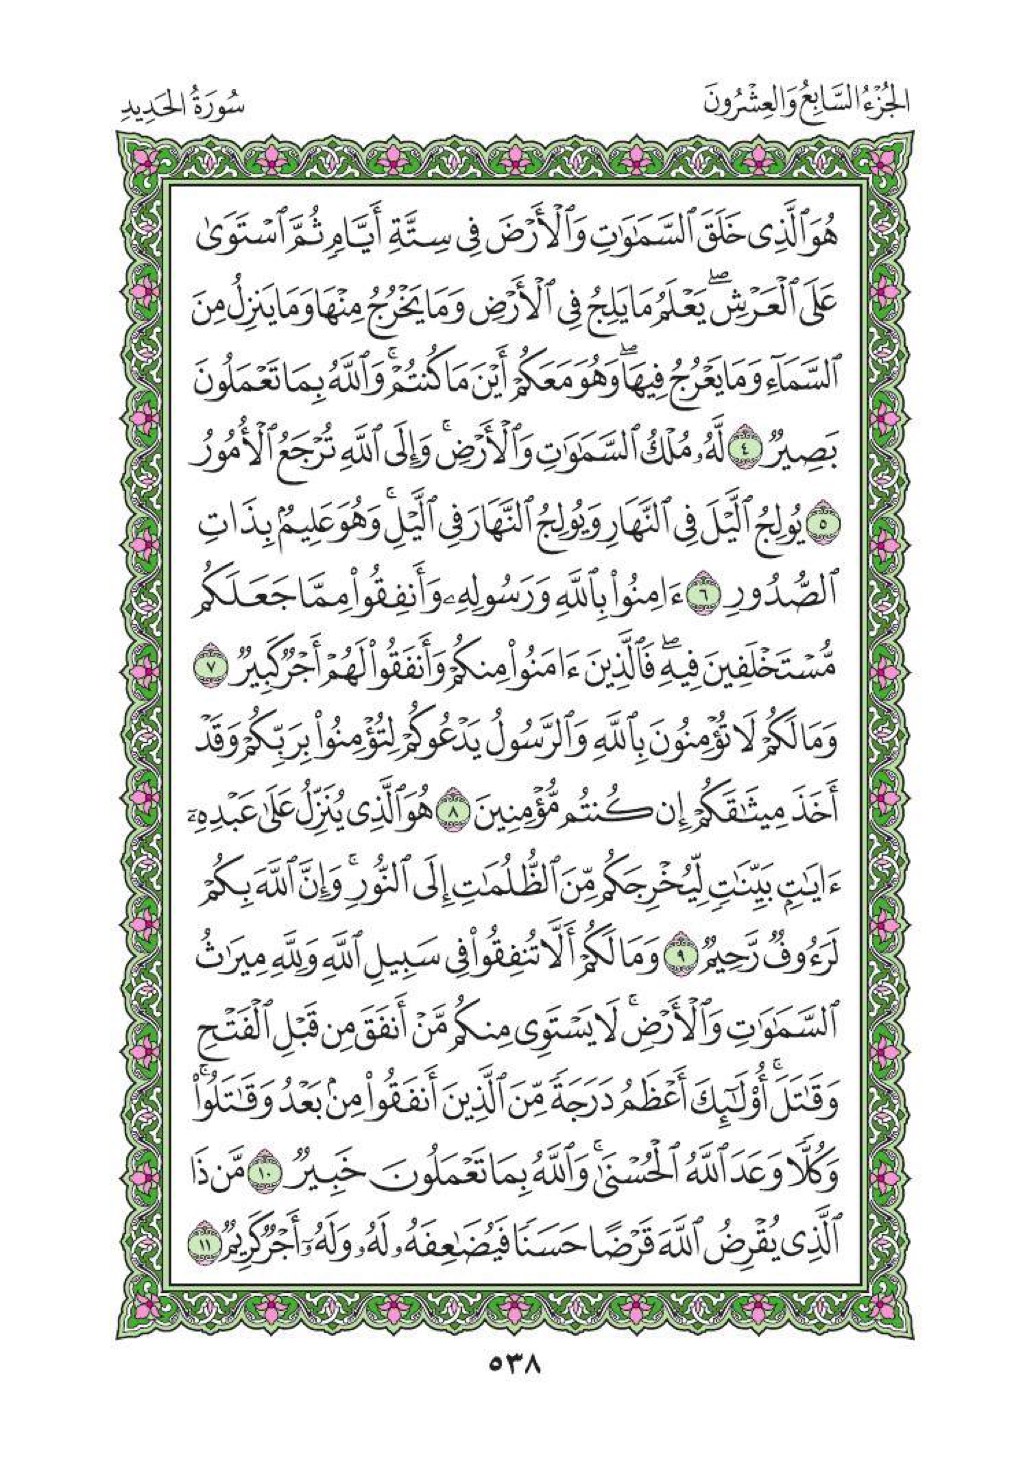 الجُزْءُ السَّابِعُ وَالعِشْرُونَ
سُورَةُ الحَدِيدِ
هُوَ ٱلَّذِى خَلَقَ ٱلسَّمَٰوَٰتِ وَٱلْأَرْضَ فِى سِتَّةِ أَيَّامٍ ثُمَّ ٱسْتَوَىٰ
عَلَى ٱلْعَرْشِ ۖ يَعْلَمُ مَا يَلِجُ فِى ٱلْأَرْضِ وَمَا يَخْرُجُ مِنْهَا وَمَا يَنزِلُ مِنَ
ٱلسَّمَآءِ وَمَا يَعْرُجُ فِيهَا ۖ وَهُوَ مَعَكُمْ أَيْنَ مَا كُنتُمْ ۚ وَٱللَّهُ بِمَا تَعْمَلُونَ
بَصِيرٌ ٤ لَّهُۥ مُلْكُ ٱلسَّمَٰوَٰتِ وَٱلْأَرْضِ ۚ وَإِلَى ٱللَّهِ تُرْجَعُ ٱلْأُمُورُ
٥ يُولِجُ ٱلَّيْلَ فِى ٱلنَّهَارِ وَيُولِجُ ٱلنَّهَارَ فِى ٱلَّيْلِ ۚ وَهُوَ عَلِيمٌۢ بِذَاتِ
ٱلصُّدُورِ ٦ ءَامِنُوا۟ بِٱللَّهِ وَرَسُولِهِۦ وَأَنفِقُوا۟ مِمَّا جَعَلَكُم
مُّسْتَخْلَفِينَ فِيهِ ۖ فَٱلَّذِينَ ءَامَنُوا۟ مِنكُمْ وَأَنفَقُوا۟ لَهُمْ أَجْرٌ كَبِيرٌ ٧
وَمَا لَكُمْ لَا تُؤْمِنُونَ بِٱللَّهِ وَٱلرَّسُولُ يَدْعُوكُمْ لِتُؤْمِنُوا۟ بِرَبِّكُمْ وَقَدْ
أَخَذَ مِيثَٰقَكُمْ إِن كُنتُم مُّؤْمِنِينَ ٨ هُوَ ٱلَّذِى يُنَزِّلُ عَلَىٰ عَبْدِهِۦٓ
ءَايَٰتٍۭ بَيِّنَٰتٍ لِّيُخْرِجَكُم مِّنَ ٱلظُّلُمَٰتِ إِلَى ٱلنُّورِ ۚ وَإِنَّ ٱللَّهَ بِكُمْ
لَرَءُوفٌ رَّحِيمٌ ٩ وَمَا لَكُمْ أَلَّا تُنفِقُوا۟ فِى سَبِيلِ ٱللَّهِ وَلِلَّهِ مِيرَٰثُ
ٱلسَّمَٰوَٰتِ وَٱلْأَرْضِ ۚ لَا يَسْتَوِى مِنكُم مَّنْ أَنفَقَ مِن قَبْلِ ٱلْفَتْحِ
وَقَٰتَلَ ۚ أُو۟لَٰٓئِكَ أَعْظَمُ دَرَجَةً مِّنَ ٱلَّذِينَ أَنفَقُوا۟ مِنۢ بَعْدُ وَقَٰتَلُوا۟ ۚ
وَكُلًّا وَعَدَ ٱللَّهُ ٱلْحُسْنَىٰ ۚ وَٱللَّهُ بِمَا تَعْمَلُونَ خَبِيرٌ ١٠ مَّن ذَا
ٱلَّذِى يُقْرِضُ ٱللَّهَ قَرْضًا حَسَنًا فَيُضَٰعِفَهُۥ لَهُۥ وَلَهُۥٓ أَجْرٌ كَرِيمٌ ١١
٥٣٨